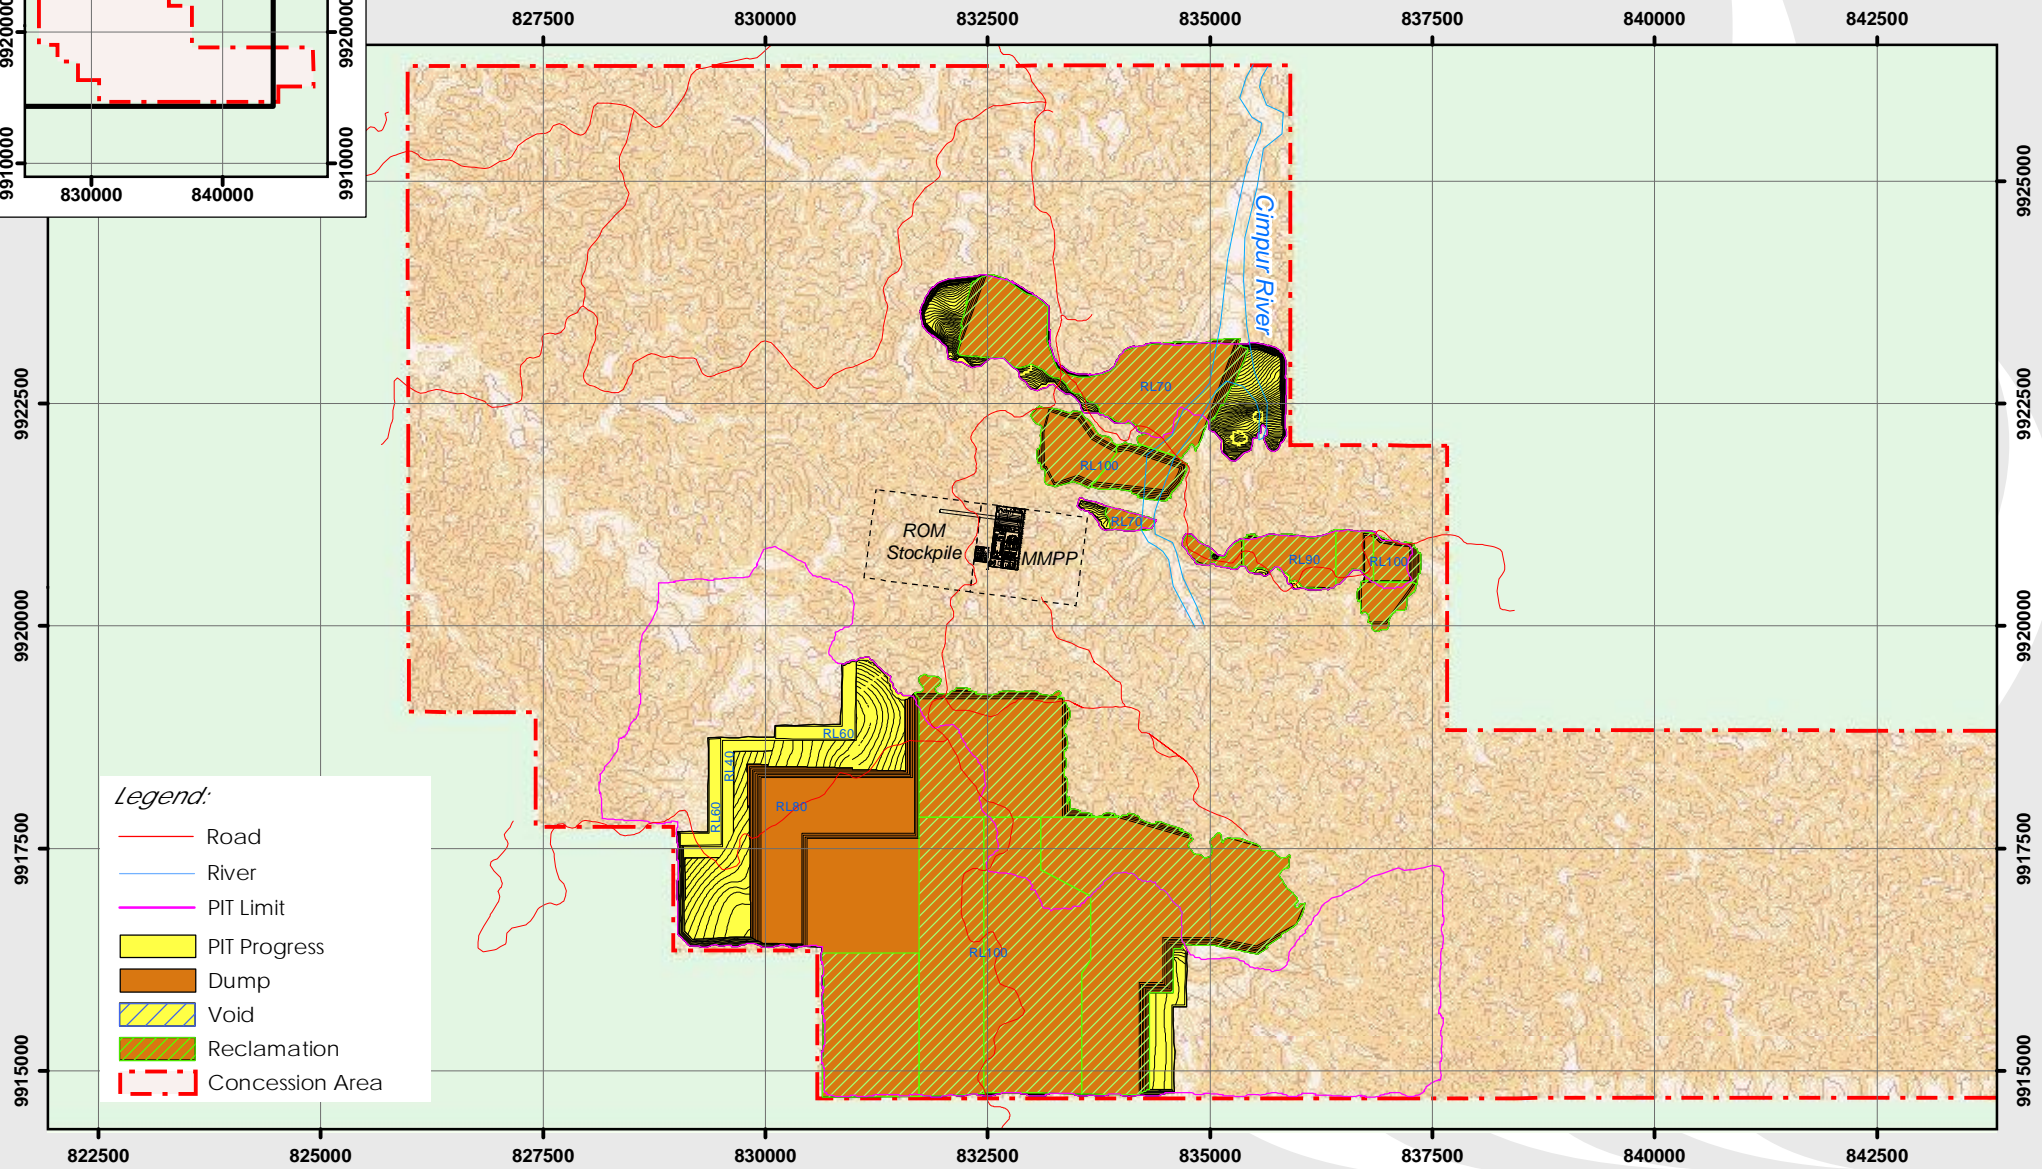 827500
830000
832500
835000
837500
840000
842500
9920000
9920000
9910000
9910000
830000
840000
9925000
9925000
9922500
9922500
9920000
9920000
9917500
9917500
9915000
9915000
Cimpur River
RL70
RL100
RL70
RL90
RL100
ROM
Stockpile
MMPP
RL60
RL40
RL60
RL80
RL100
Legend:
Road
River
PIT Limit
PIT Progress
Dump
Void
Reclamation
Concession Area
822500
825000
827500
830000
832500
835000
837500
840000
842500